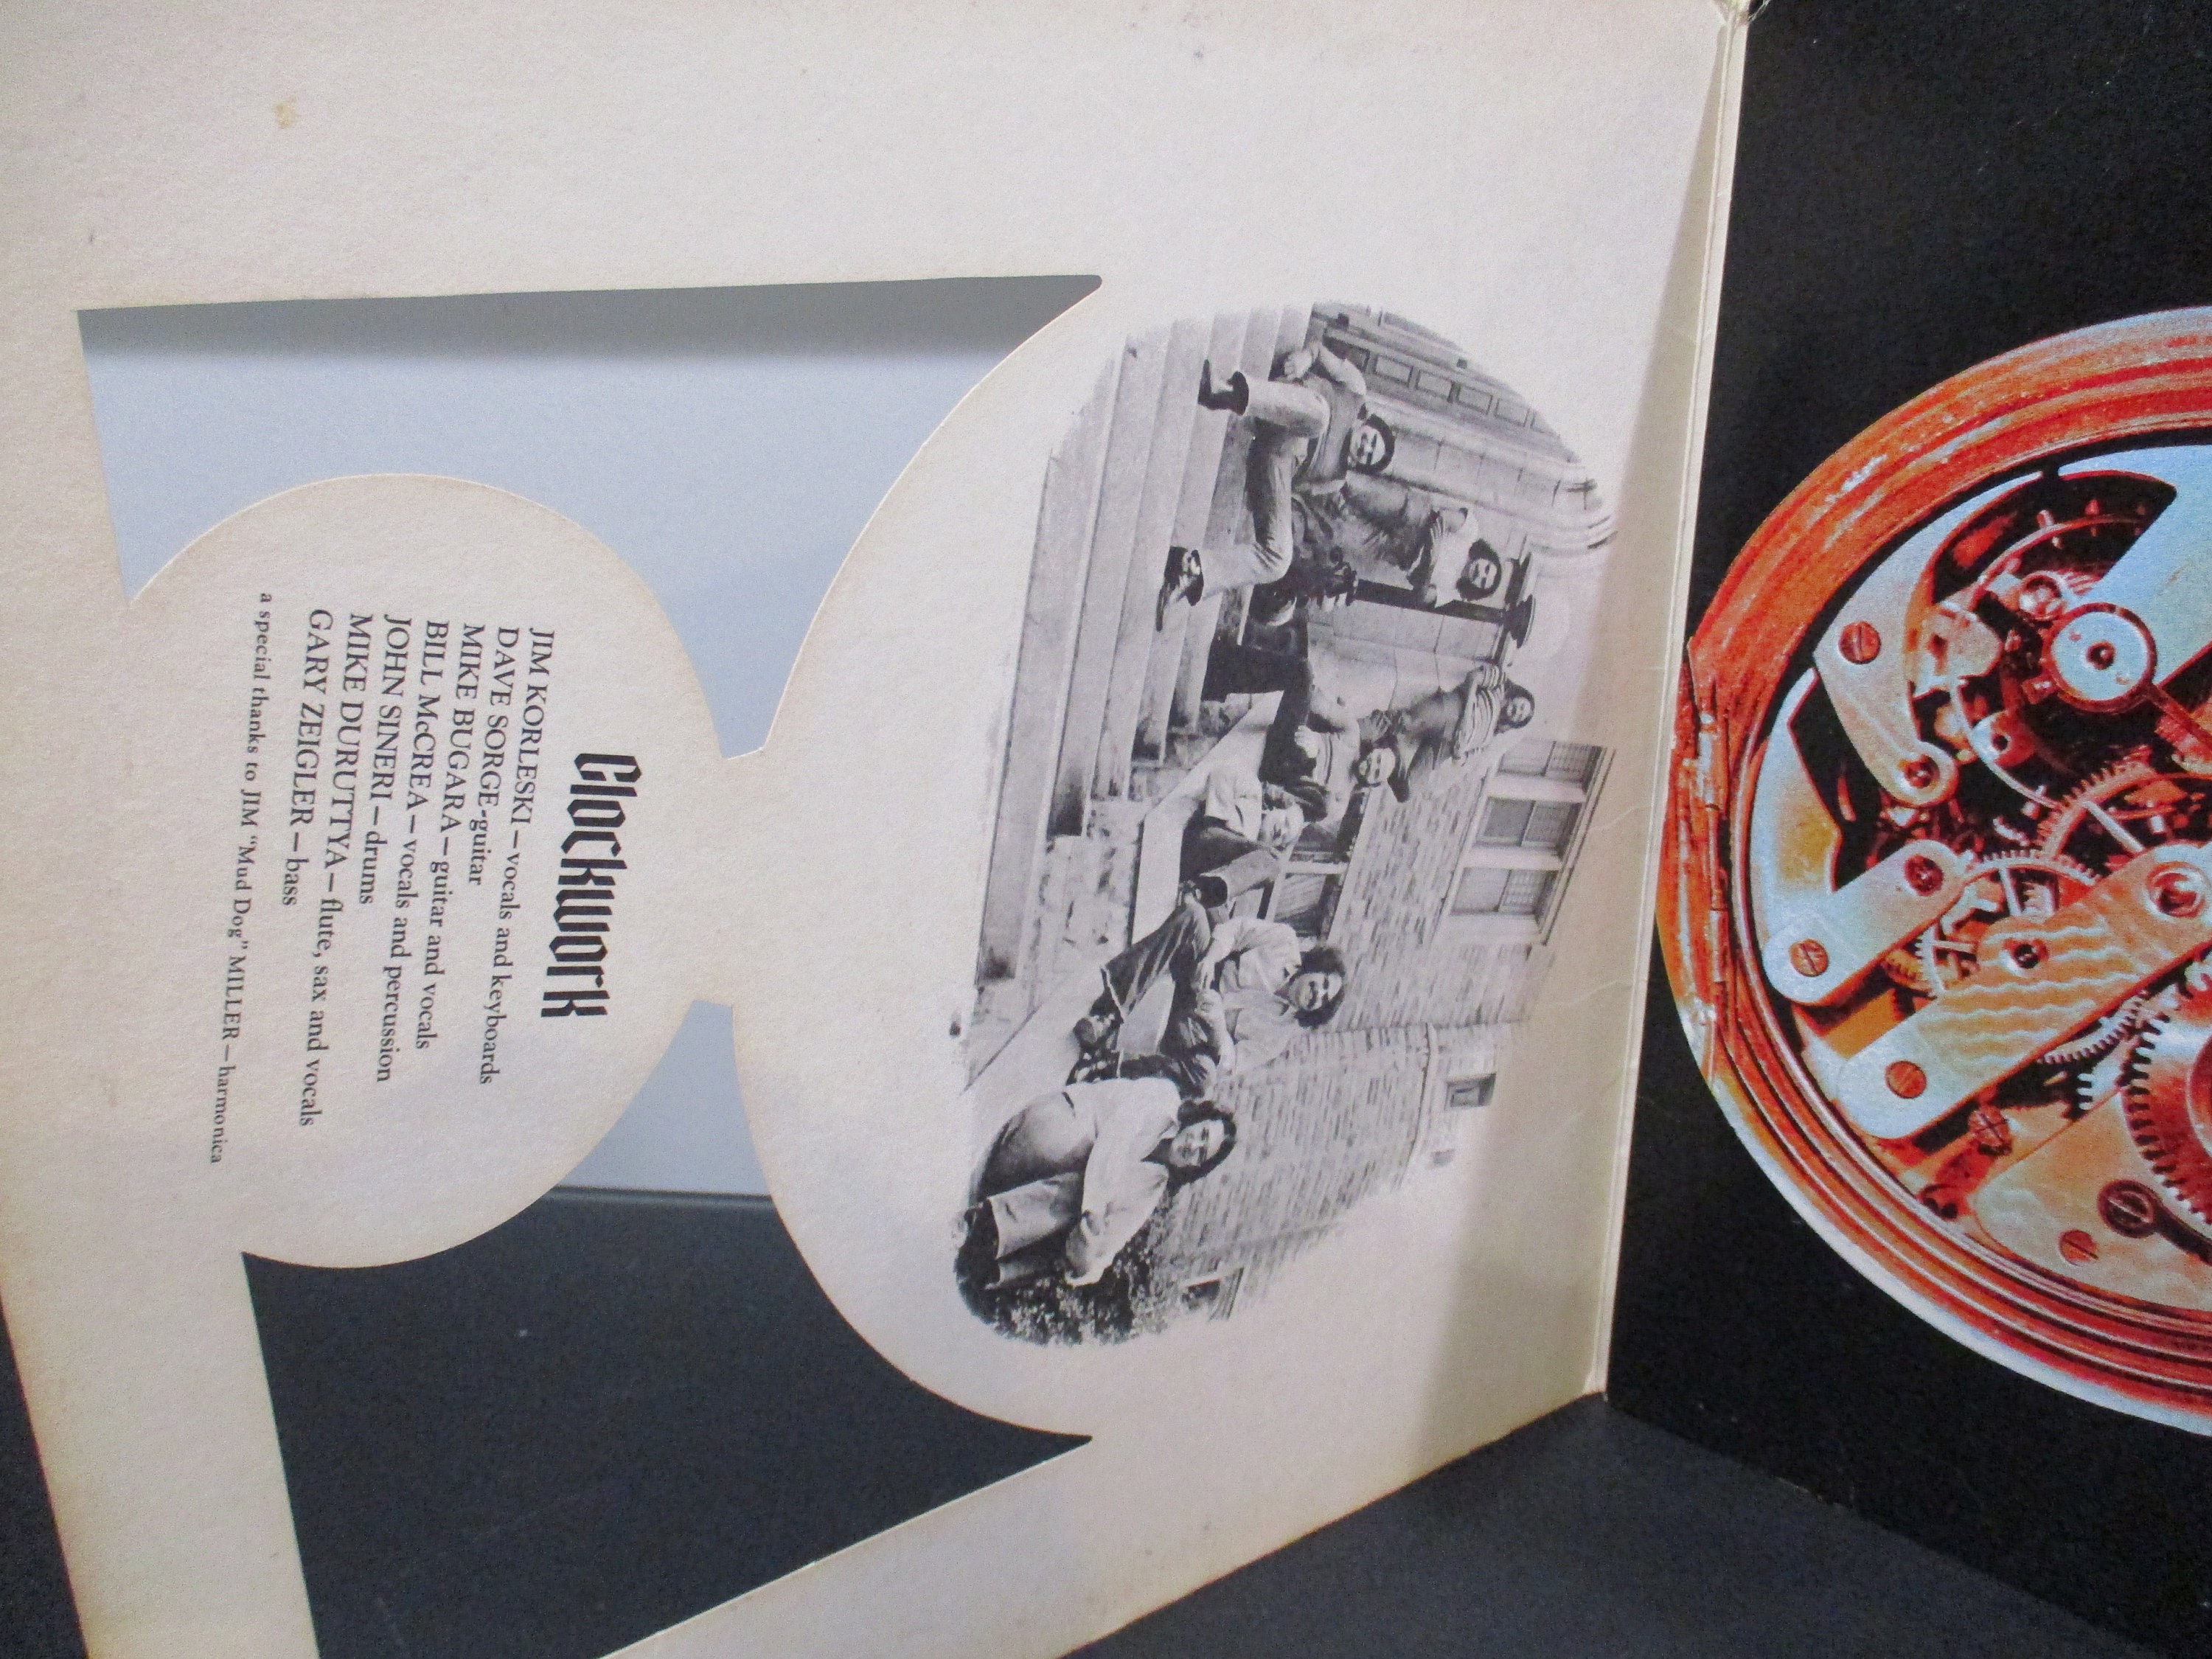 Clockwork
JIM KORLESKI — vocals and keyboards
DAVE SORGE-guitar
MIKE BUGARA — guitar and vocals
BILL McCREA — vocals and percussion
JOHN SINERI — drums
MIKE DURUTTYA — flute, sax and vocals
GARY ZEIGLER — bass
a special thanks to JIM “Mud Dog” MILLER — harmonica